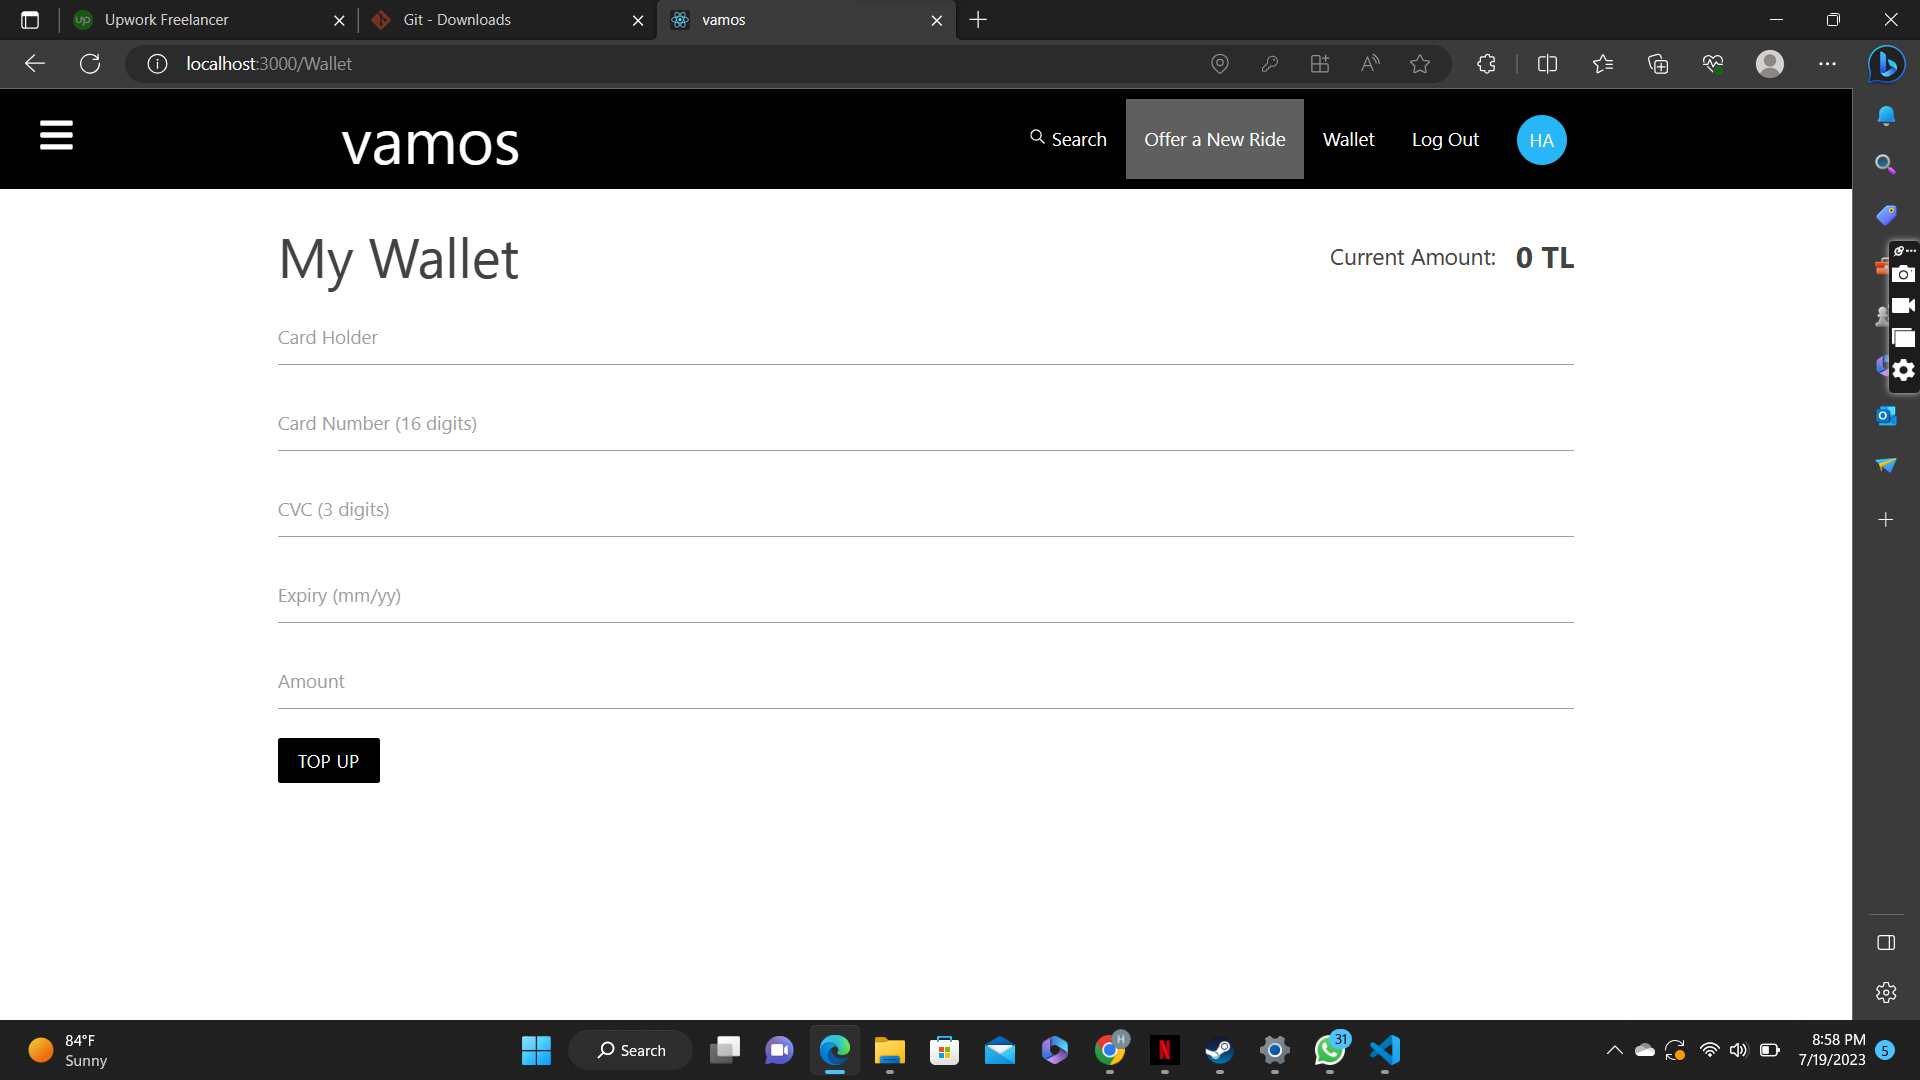 Upwork Freelancer
Git - Downloads
vamos
localhost:3000/Wallet
vamos
Search
Offer a New Ride
Wallet
Log Out
HA
My Wallet
Current Amount: 0 TL
Card Holder
Card Number (16 digits)
CVC (3 digits)
Expiry (mm/yy)
Amount
TOP UP
84°F
Sunny
Search
H
31
8:58 PM
7/19/2023
5